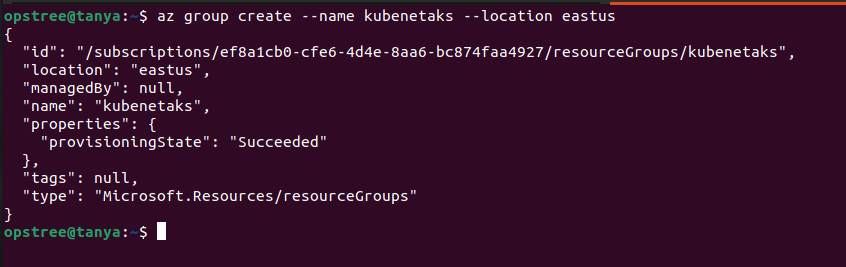 opstree@tanya:~$ az group create --name kubenetaks --location eastus
{
  "id": "/subscriptions/ef8a1cb0-cfe6-4d4e-8aa6-bc874faa4927/resourceGroups/kubenetaks",
  "location": "eastus",
  "managedBy": null,
  "name": "kubenetaks",
  "properties": {
    "provisioningState": "Succeeded"
  },
  "tags": null,
  "type": "Microsoft.Resources/resourceGroups"
}
opstree@tanya:~$